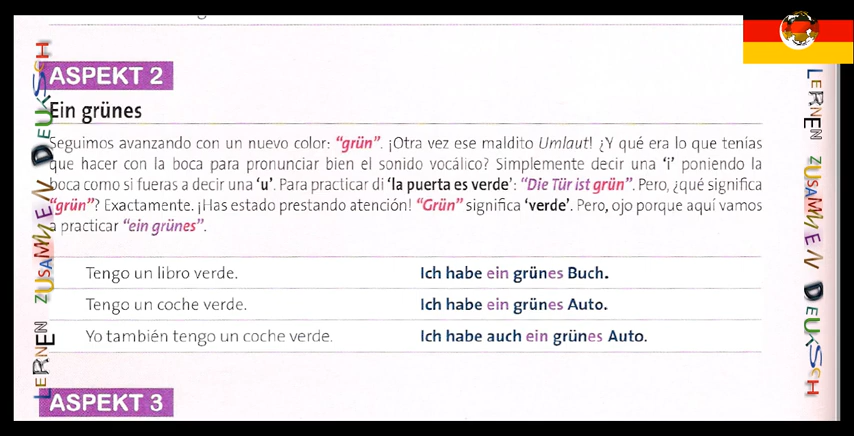 ASPEKT 2
Ein grünes
Seguimos avanzando con un nuevo color: "grün". ¡Otra vez ese maldito Umlaut! ¿Y qué era lo que tenías
que hacer con la boca para pronunciar bien el sonido vocálico? Simplemente decir una 'i' poniendo la
boca como si fueras a decir una 'u'. Para practicar di 'la puerta es verde': "Die Tür ist grün". Pero, ¿qué significa
"grün"? Exactamente. ¡Has estado prestando atención! "Grün" significa 'verde'. Pero, ojo porque aquí vamos
a practicar "ein grünes".
Tengo un libro verde. Ich habe ein grünes Buch.
Tengo un coche verde. Ich habe ein grünes Auto.
Yo también tengo un coche verde. Ich habe auch ein grünes Auto.
ASPEKT 3
LERNEN ZUSAMMEN DEUKSCH
LERNEN ZUSAMMEN DEUKSCH